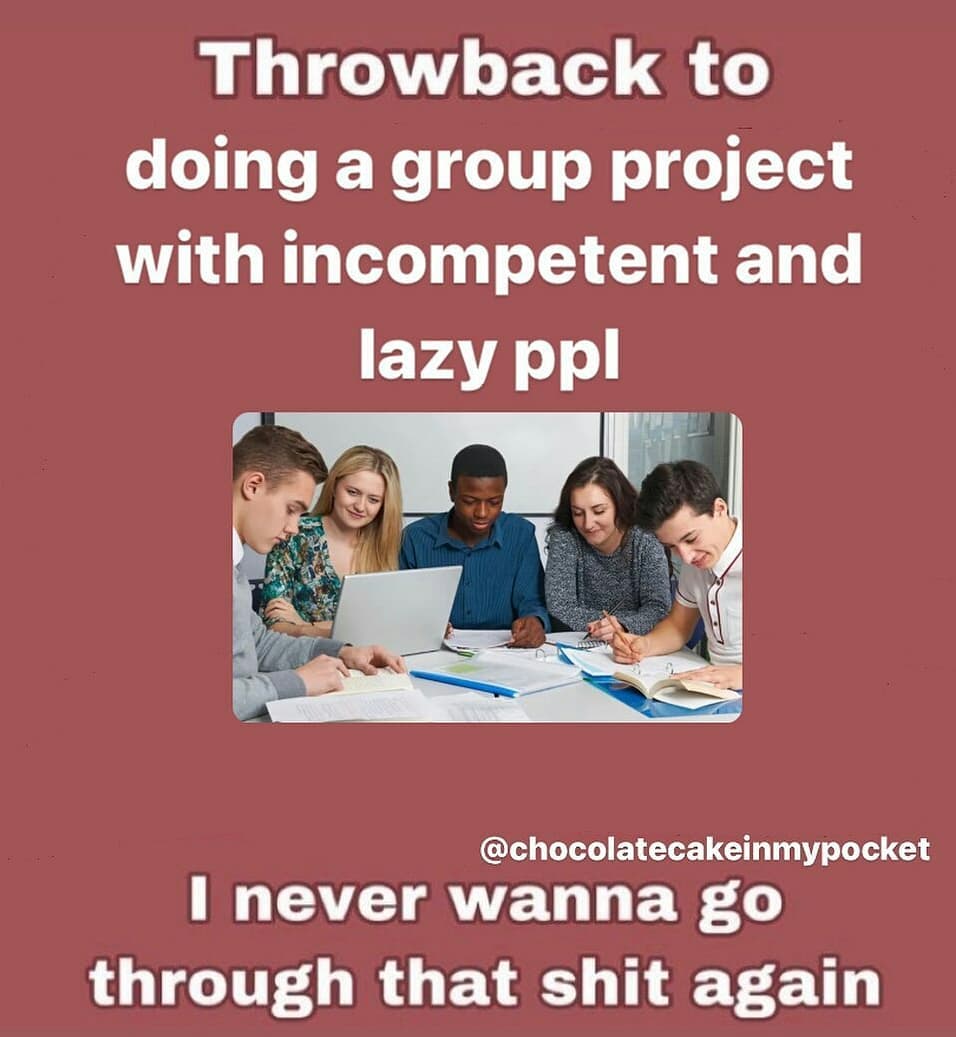 Throwback to
doing a group project
with incompetent and
lazy ppl
@chocolatecakeinmypocket
I never wanna go
through that shit again